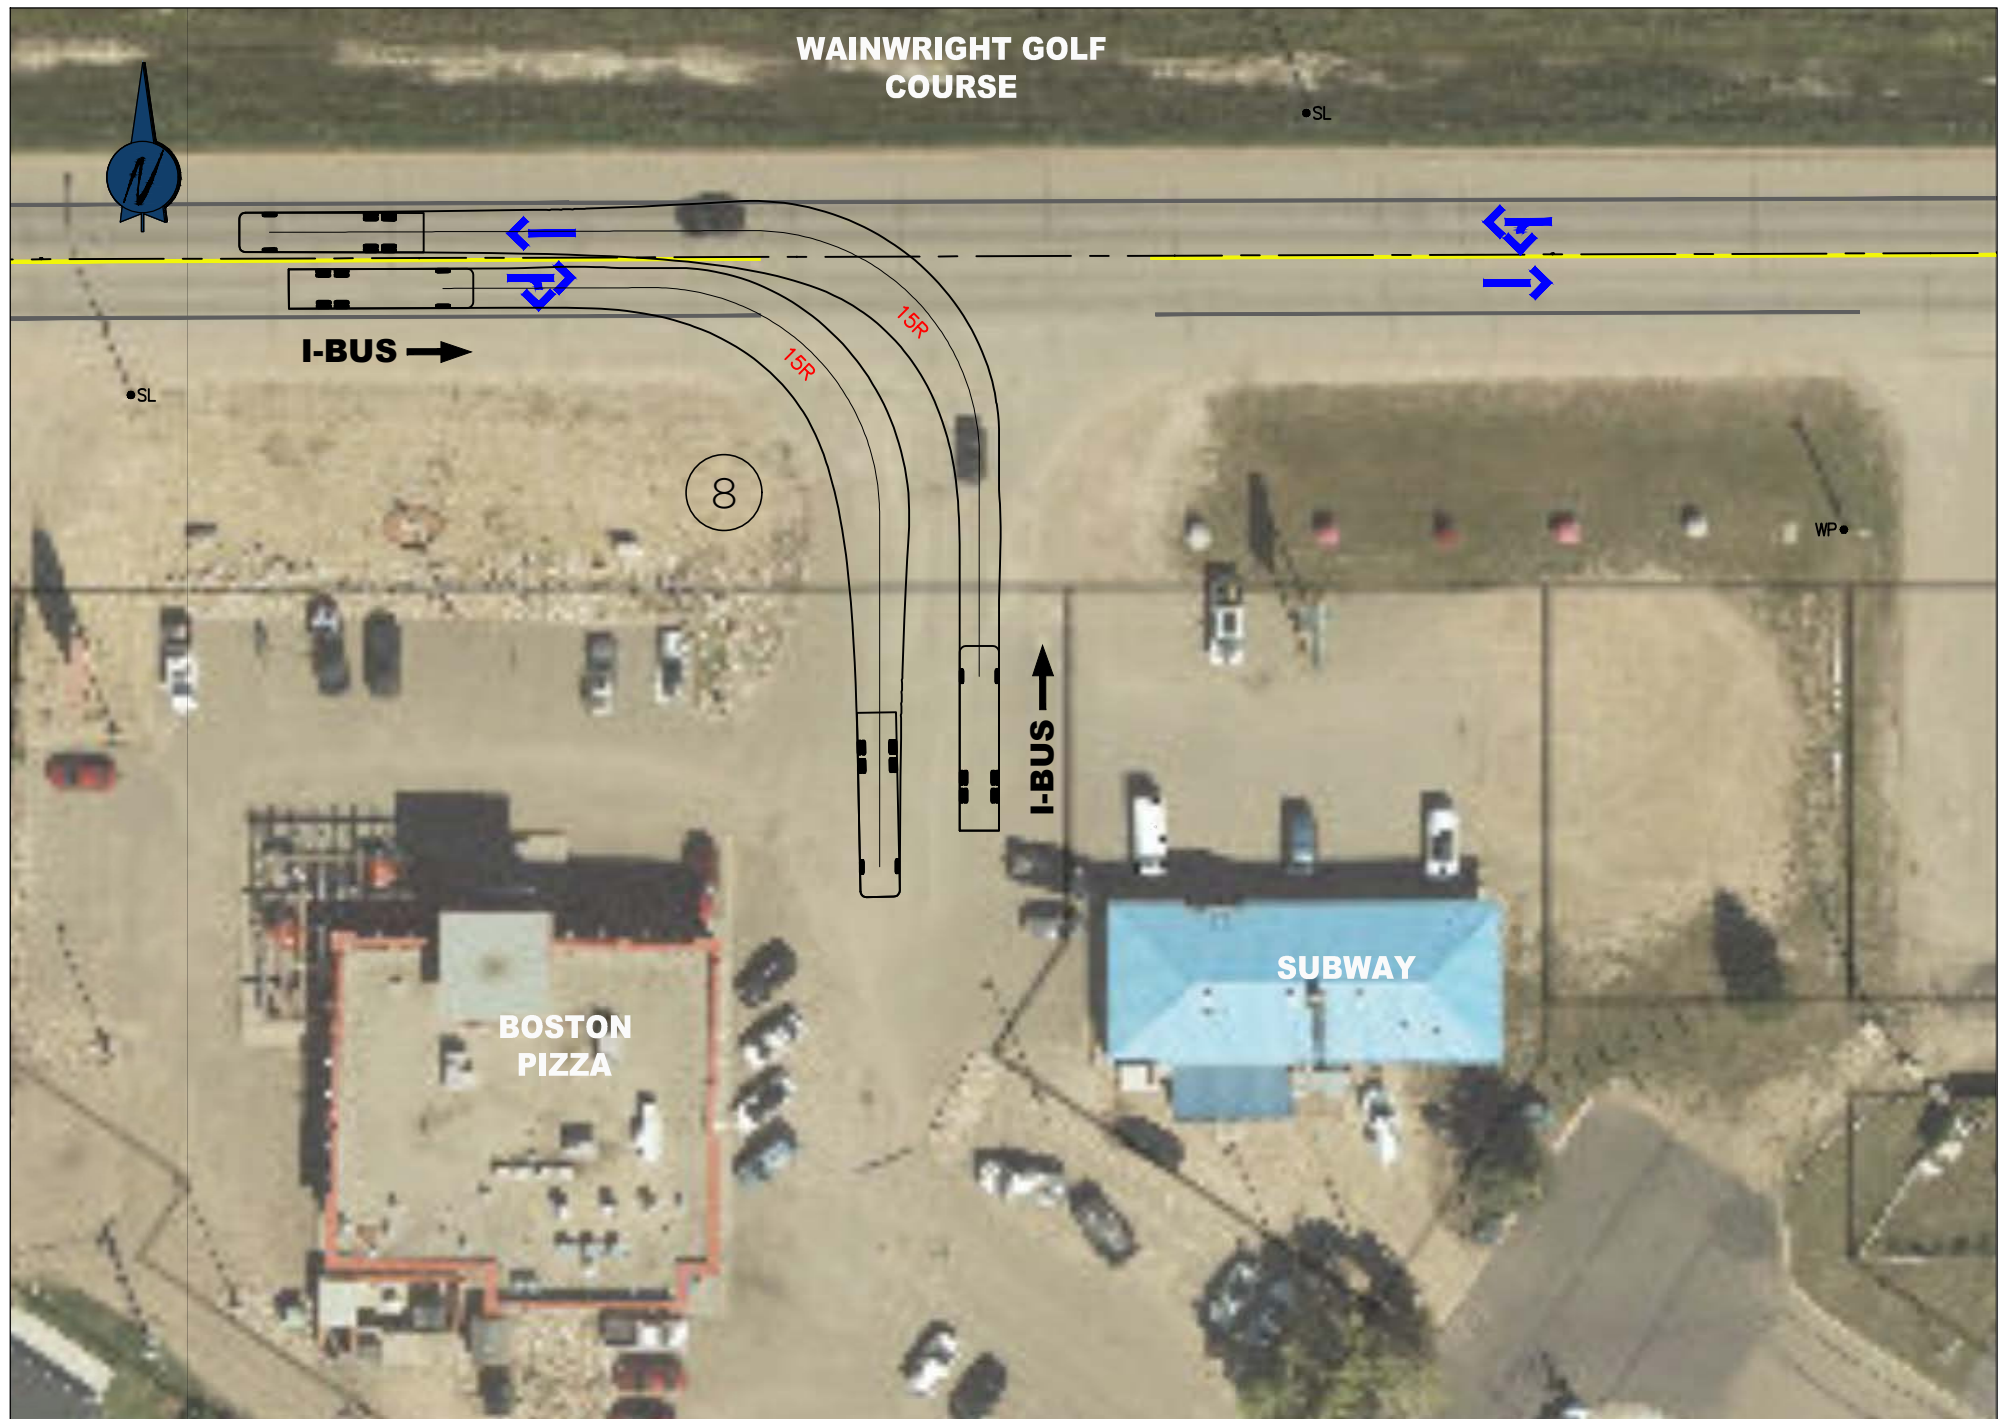 WAINWRIGHT GOLF
COURSE
SL
N
15R
15R
I-BUS
SL
8
WP
I-BUS
SUBWAY
BOSTON
PIZZA